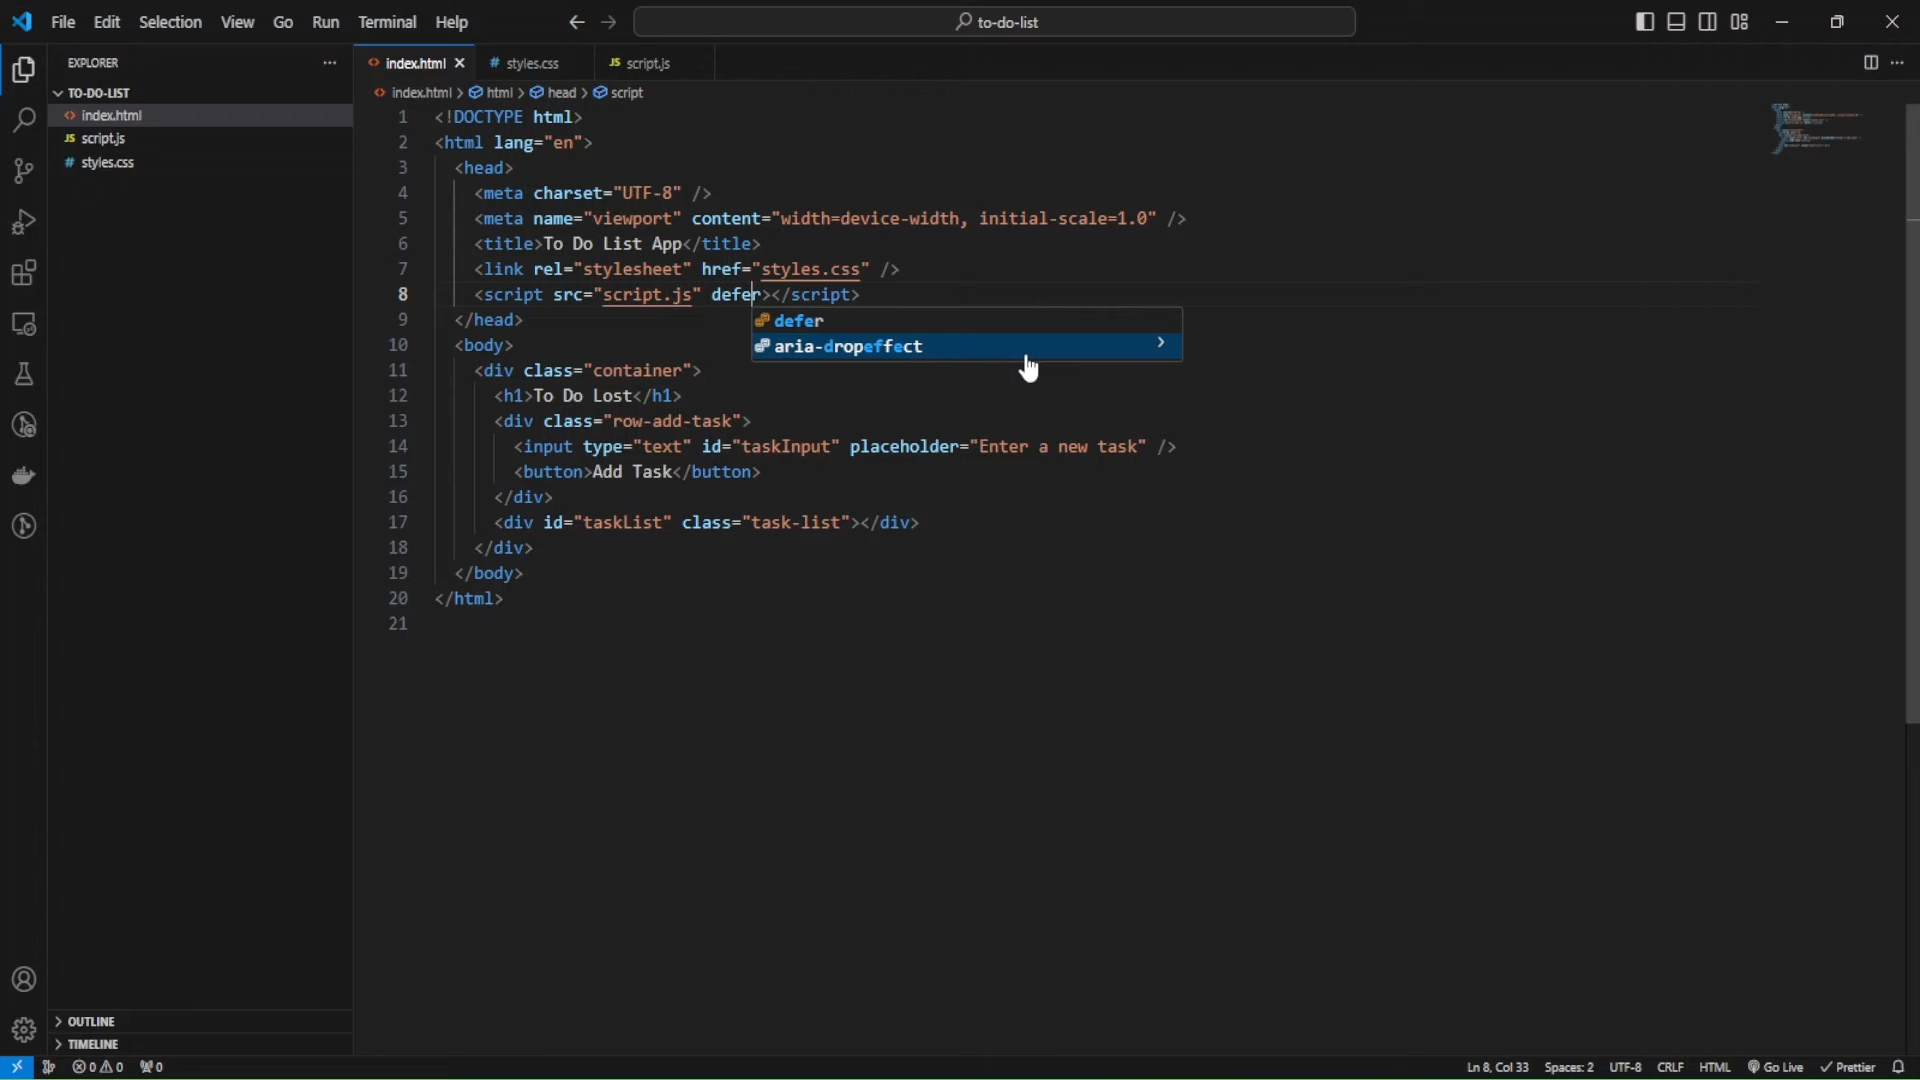 File Edit Selection View Go Run Terminal Help to-do-list
EXPLORER
TO-DO-LIST
index.html
JS script.js
# styles.css
OUTLINE
TIMELINE
index.html # styles.css JS script.js
index.html > html > head > script
1 <!DOCTYPE html>
2 <html lang="en">
3 <head>
4 <meta charset="UTF-8" />
5 <meta name="viewport" content="width=device-width, initial-scale=1.0" />
6 <title>To Do List App</title>
7 <link rel="stylesheet" href="styles.css" />
8 <script src="script.js" defer></script>
defer
aria-dropeffect
9 </head>
10 <body>
11 <div class="container">
12 <h1>To Do Lost</h1>
13 <div class="row-add-task">
14 <input type="text" id="taskInput" placeholder="Enter a new task" />
15 <button>Add Task</button>
16 </div>
17 <div id="taskList" class="task-list"></div>
18 </div>
19 </body>
20 </html>
21
0 0 0 Ln 8, Col 33 Spaces: 2 UTF-8 CRLF HTML Go Live Prettier